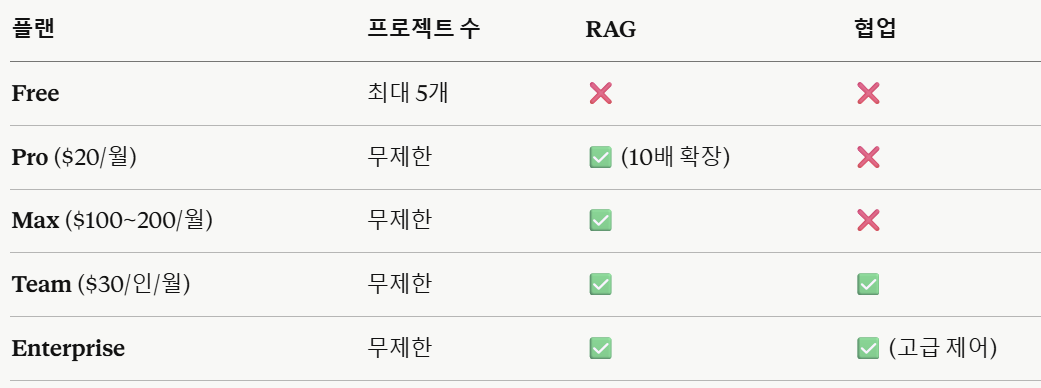 플랜 프로젝트 수 RAG 협업
Free 최대 5개 ❌ ❌
Pro ($20/월) 무제한 ✅ (10배 확장) ❌
Max ($100~200/월) 무제한 ✅ ❌
Team ($30/인/월) 무제한 ✅ ✅
Enterprise 무제한 ✅ ✅ (고급 제어)